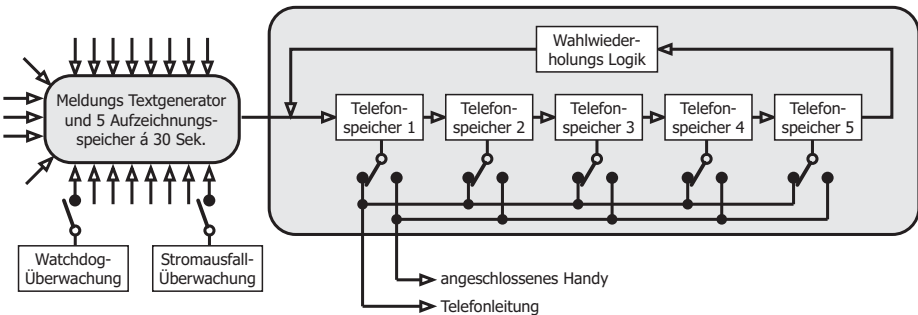 Meldungs Textgenerator
und 5 Aufzeichnungs-
speicher á 30 Sek.
Watchdog-
Überwachung
Stromausfall-
Überwachung
Wahlwieder-
holungs Logik
Telefon-
speicher 1
Telefon-
speicher 2
Telefon-
speicher 3
Telefon-
speicher 4
Telefon-
speicher 5
angeschlossenes Handy
Telefonleitung